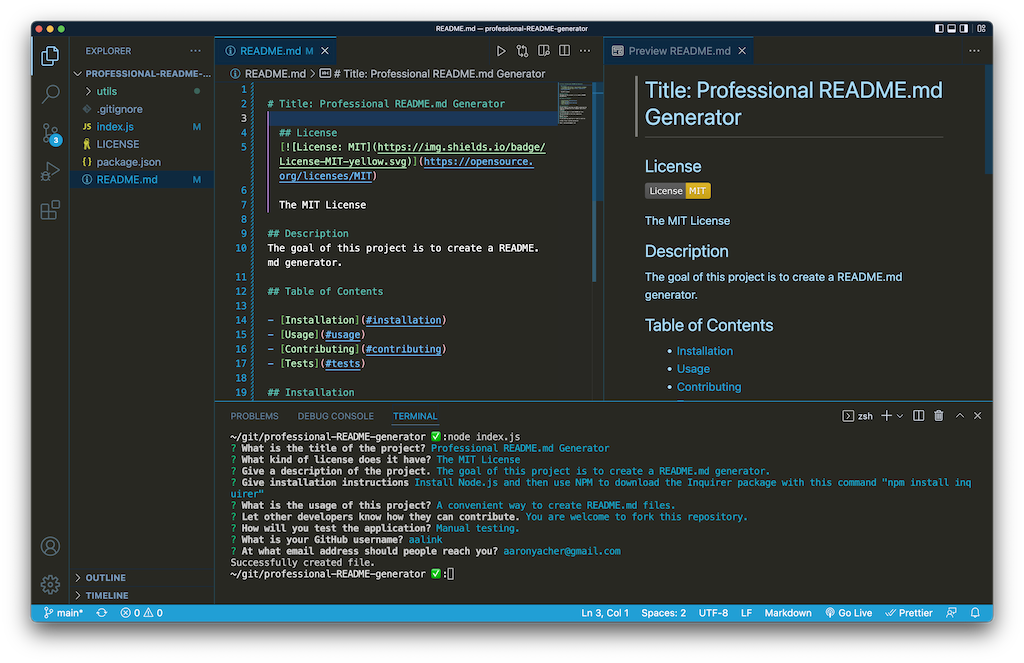 README.md — professional-README-generator
EXPLORER
PROFESSIONAL-README-...
utils
.gitignore
JS index.js M
LICENSE
{} package.json
README.md M
3
OUTLINE
TIMELINE
README.md M
README.md > # Title: Professional README.md Generator
1
2 # Title: Professional README.md Generator
3
4 ## License
5 [![License: MIT](https://img.shields.io/badge/
License-MIT-yellow.svg)](https://opensource.
org/licenses/MIT)
6
7 The MIT License
8
9 ## Description
10 The goal of this project is to create a README.
md generator.
11
12 ## Table of Contents
13
14 - [Installation](#installation)
15 - [Usage](#usage)
16 - [Contributing](#contributing)
17 - [Tests](#tests)
18
19 ## Installation
Preview README.md
Title: Professional README.md
Generator
License
License MIT
The MIT License
Description
The goal of this project is to create a README.md
generator.
Table of Contents
• Installation
• Usage
• Contributing
PROBLEMS DEBUG CONSOLE TERMINAL
zsh
~/git/professional-README-generator ✅:node index.js
? What is the title of the project? Professional README.md Generator
? What kind of license does it have? The MIT License
? Give a description of the project. The goal of this project is to create a README.md generator.
? Give installation instructions Install Node.js and then use NPM to download the Inquirer package with this command "npm install inq
uirer"
? What is the usage of this project? A convenient way to create README.md files.
? Let other developers know how they can contribute. You are welcome to fork this repository.
? How will you test the application? Manual testing.
? What is your GitHub username? aalink
? At what email address should people reach you? aaronyacher@gmail.com
Successfully created file.
~/git/professional-README-generator ✅:
main* 0 0 Ln 3, Col 1 Spaces: 2 UTF-8 LF Markdown Go Live Prettier